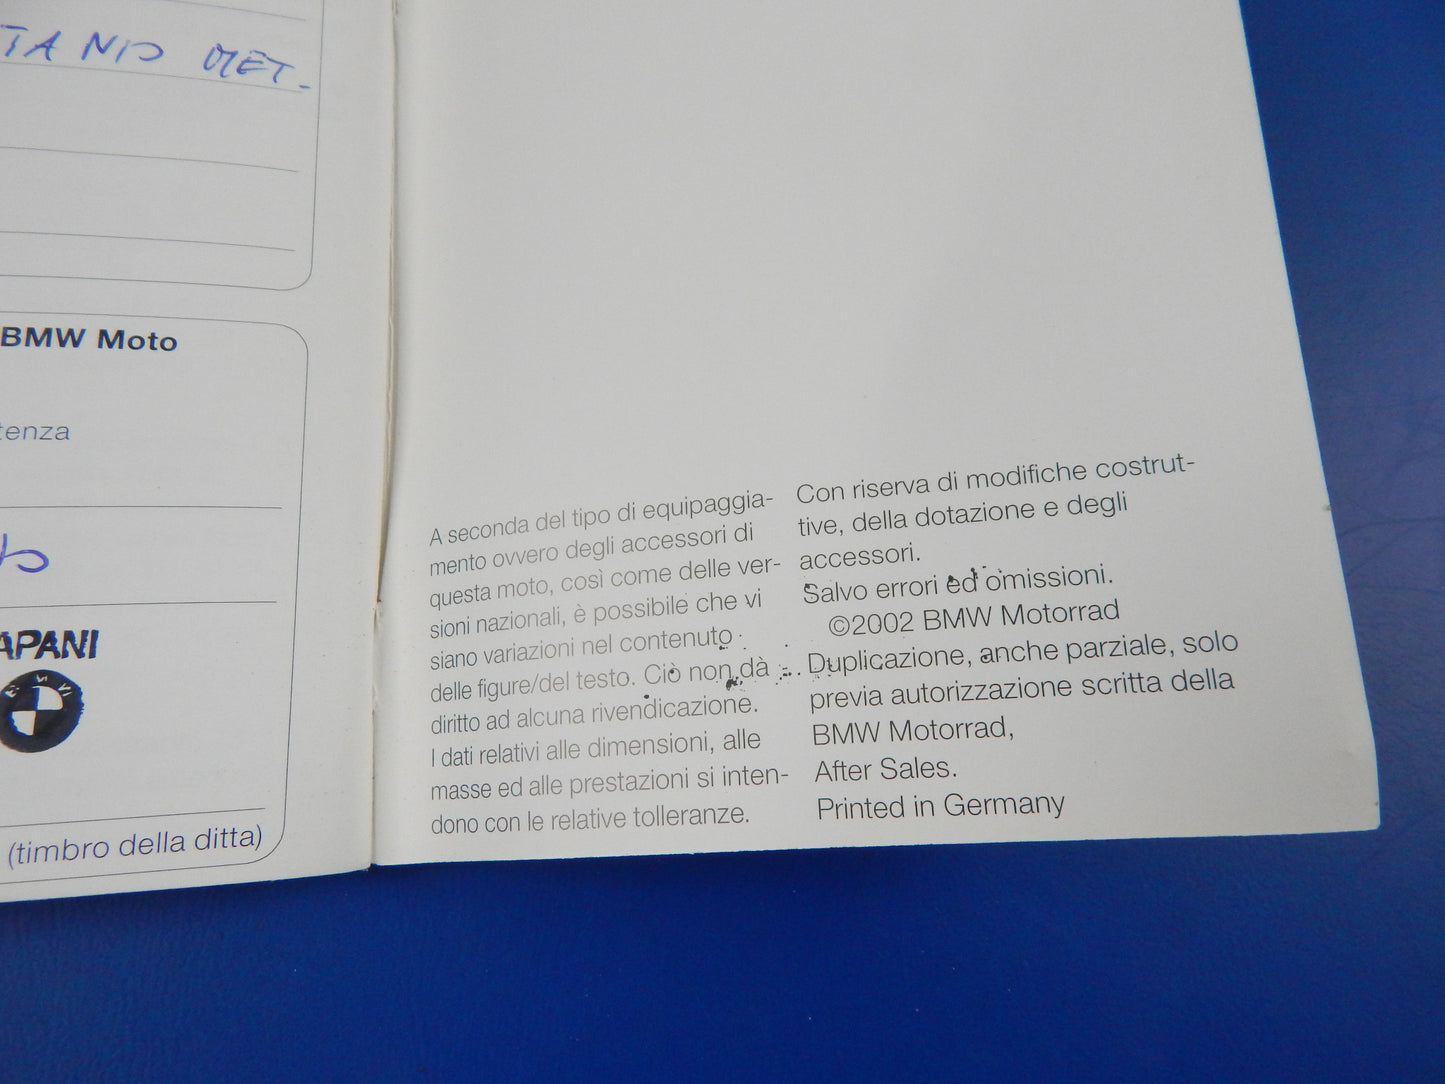 MET.
BMW Moto
tenza
APANI
(timbro della ditta)
A seconda del tipo di equipaggia-
mento ovvero degli accessori di
questa moto, così come delle ver-
sioni nazionali, è possibile che vi
siano variazioni nel contenuto
delle figure/del testo. Ciò non dà
diritto ad alcuna rivendicazione.
I dati relativi alle dimensioni, alle
masse ed alle prestazioni si inten-
dono con le relative tolleranze.
Con riserva di modifiche costrut-
tive, della dotazione e degli
accessori.
Salvo errori ed omissioni.
©2002 BMW Motorrad
Duplicazione, anche parziale, solo
previa autorizzazione scritta della
BMW Motorrad,
After Sales.
Printed in Germany